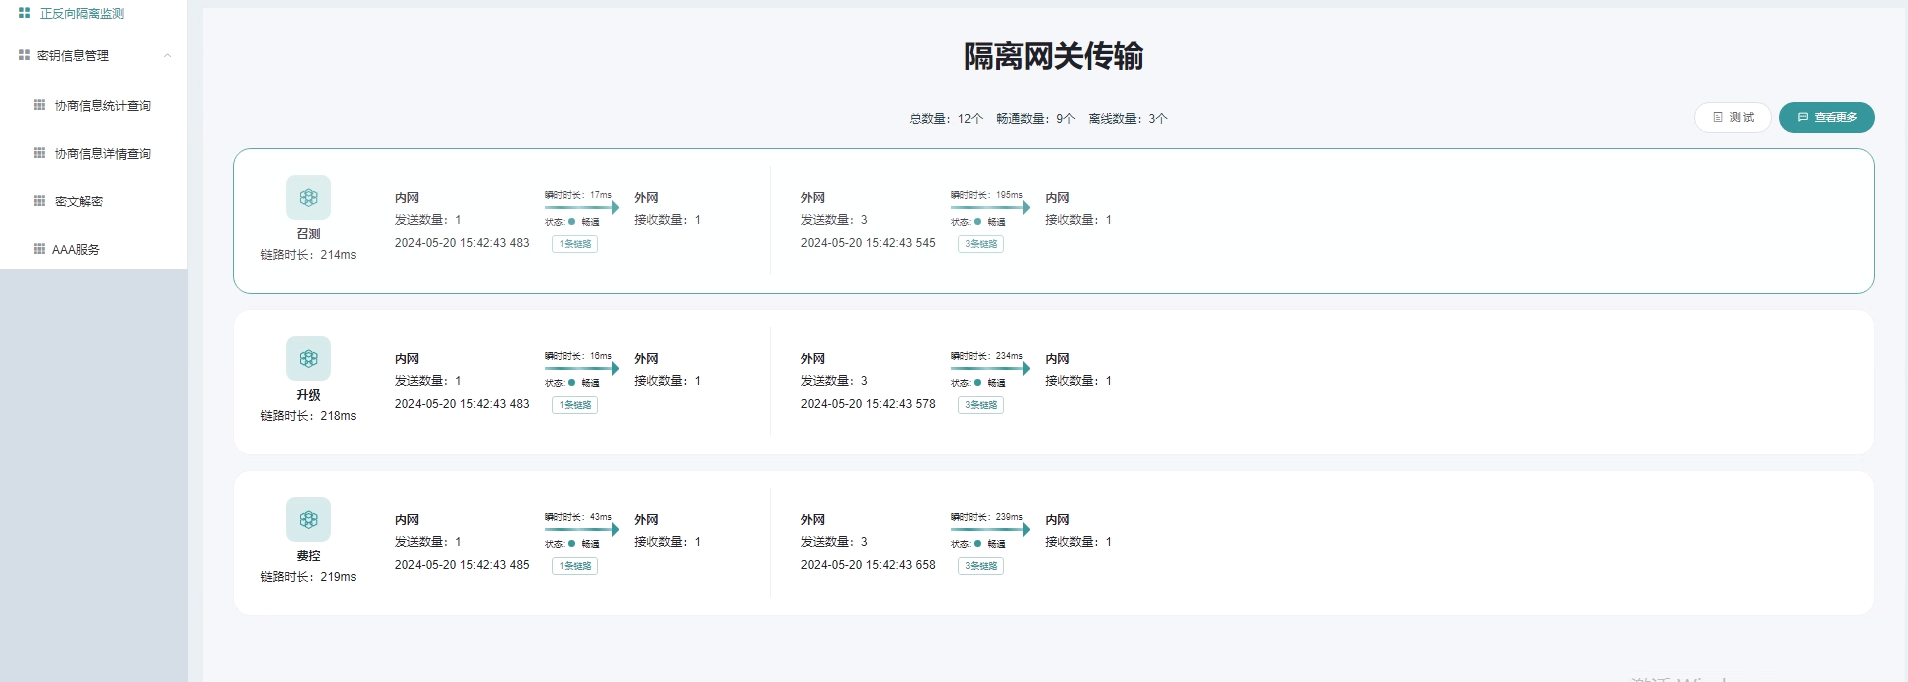 正反向隔离监测
密钥信息管理
协商信息统计查询
协商信息详情查询
密文解密
AAA服务
隔离网关传输
总数量：12个 畅通数量：9个 离线数量：3个
测试
查看更多
召测
链路时长：214ms
内网
发送数量：1
2024-05-20 15:42:43 483
瞬时时长：17ms
状态: 畅通
1条链路
外网
接收数量：1
外网
发送数量：3
2024-05-20 15:42:43 545
瞬时时长：195ms
状态: 畅通
3条链路
内网
接收数量：1
升级
链路时长：218ms
内网
发送数量：1
2024-05-20 15:42:43 483
瞬时时长：16ms
状态: 畅通
1条链路
外网
接收数量：1
外网
发送数量：3
2024-05-20 15:42:43 578
瞬时时长：234ms
状态: 畅通
3条链路
内网
接收数量：1
费控
链路时长：219ms
内网
发送数量：1
2024-05-20 15:42:43 485
瞬时时长：43ms
状态: 畅通
1条链路
外网
接收数量：1
外网
发送数量：3
2024-05-20 15:42:43 658
瞬时时长：239ms
状态: 畅通
3条链路
内网
接收数量：1